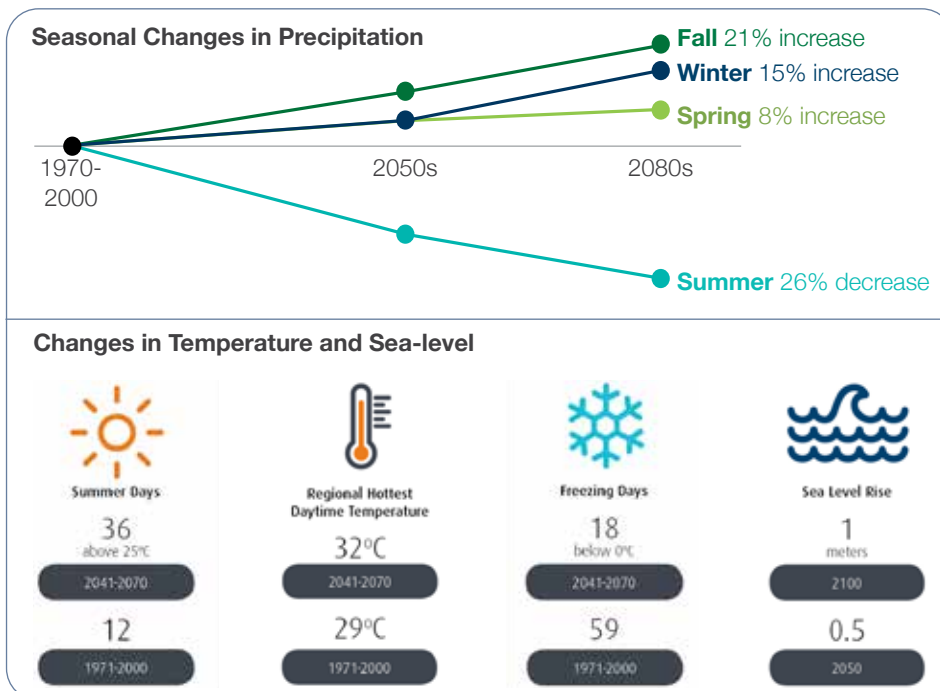 Seasonal Changes in Precipitation
Fall 21% increase
Winter 15% increase
Spring 8% increase
1970-
2000
2050s
2080s
Summer 26% decrease
Changes in Temperature and Sea-level
Summer Days
36
above 25°C
2041-2070
12
1971-2000
Regional Hottest
Daytime Temperature
32°C
2041-2070
29°C
1971-2000
Freezing Days
18
below 0°C
2041-2070
59
1971-2000
Sea Level Rise
1
meters
2100
0.5
2050